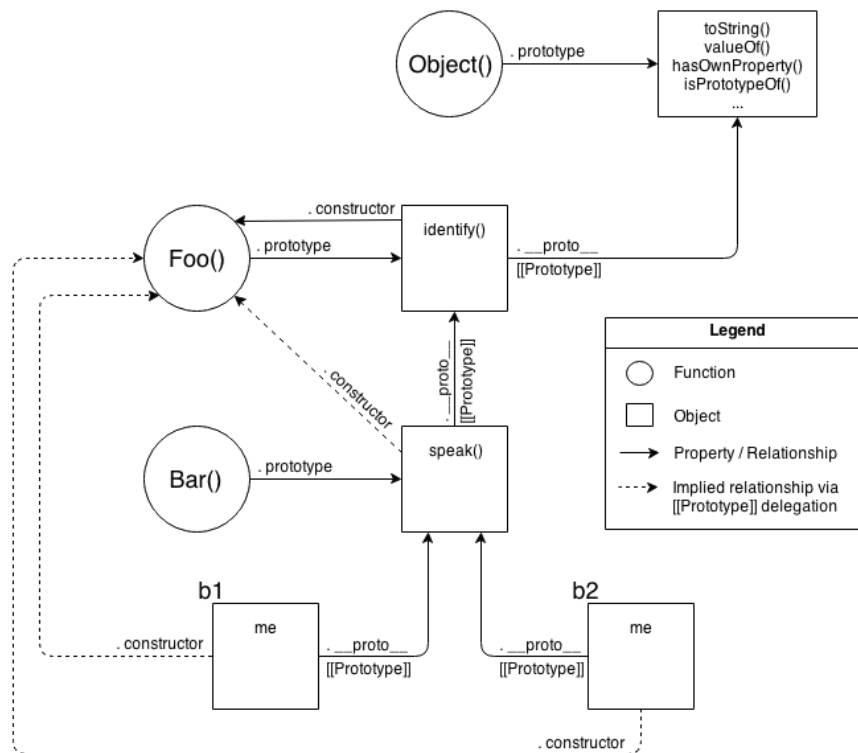 Object()
. prototype
toString()
valueOf()
hasOwnProperty()
isPrototypeOf()
...
Foo()
. constructor
. prototype
identify()
. __proto__
[[Prototype]]
. __proto__
[[Prototype]]
. constructor
Legend
Function
Object
Property / Relationship
Implied relationship via
[[Prototype]] delegation
Bar()
. prototype
speak()
b1
me
. constructor
. __proto__
[[Prototype]]
b2
me
. __proto__
[[Prototype]]
. constructor